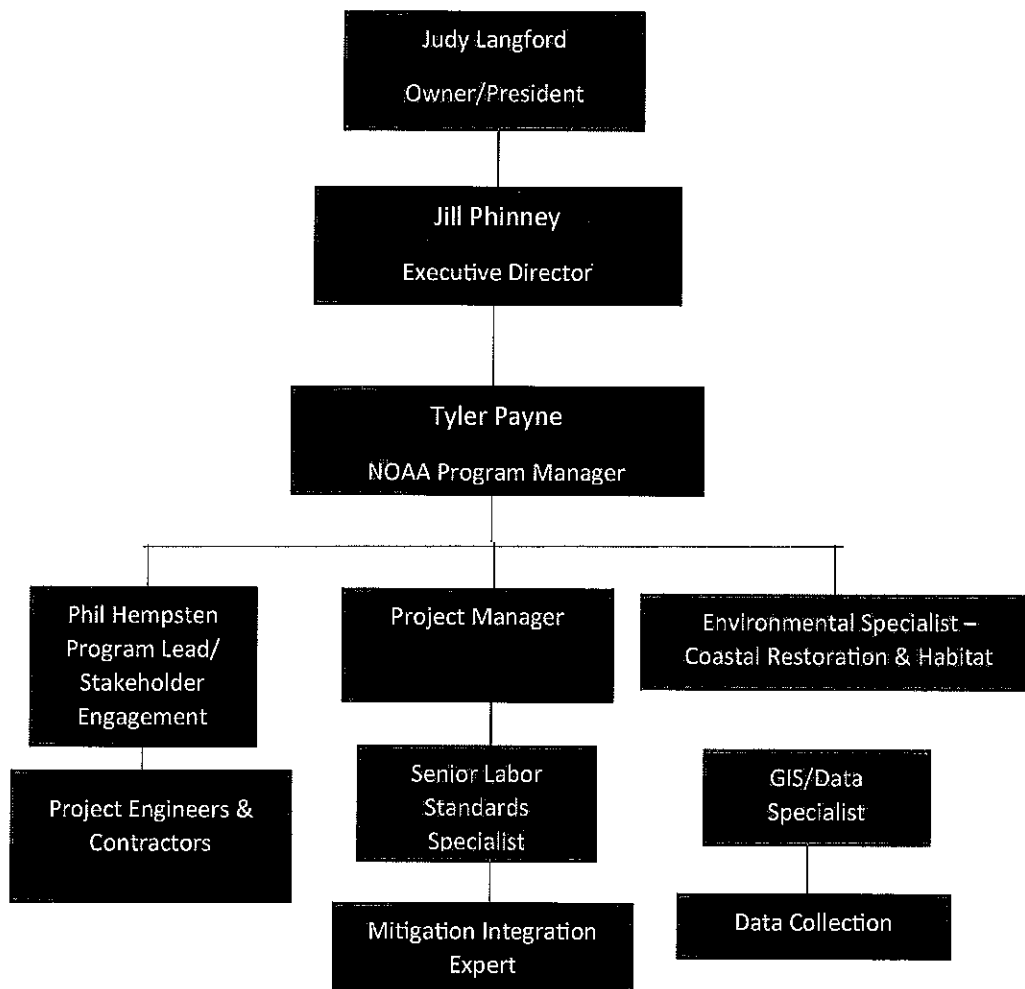 Judy Langford
Owner/President
Jill Phinney
Executive Director
Tyler Payne
NOAA Program Manager
Phil Hempsten
Program Lead/
Stakeholder
Engagement
Project Manager
Environmental Specialist –
Coastal Restoration & Habitat
Project Engineers &
Contractors
Senior Labor
Standards
Specialist
GIS/Data
Specialist
Mitigation Integration
Expert
Data Collection